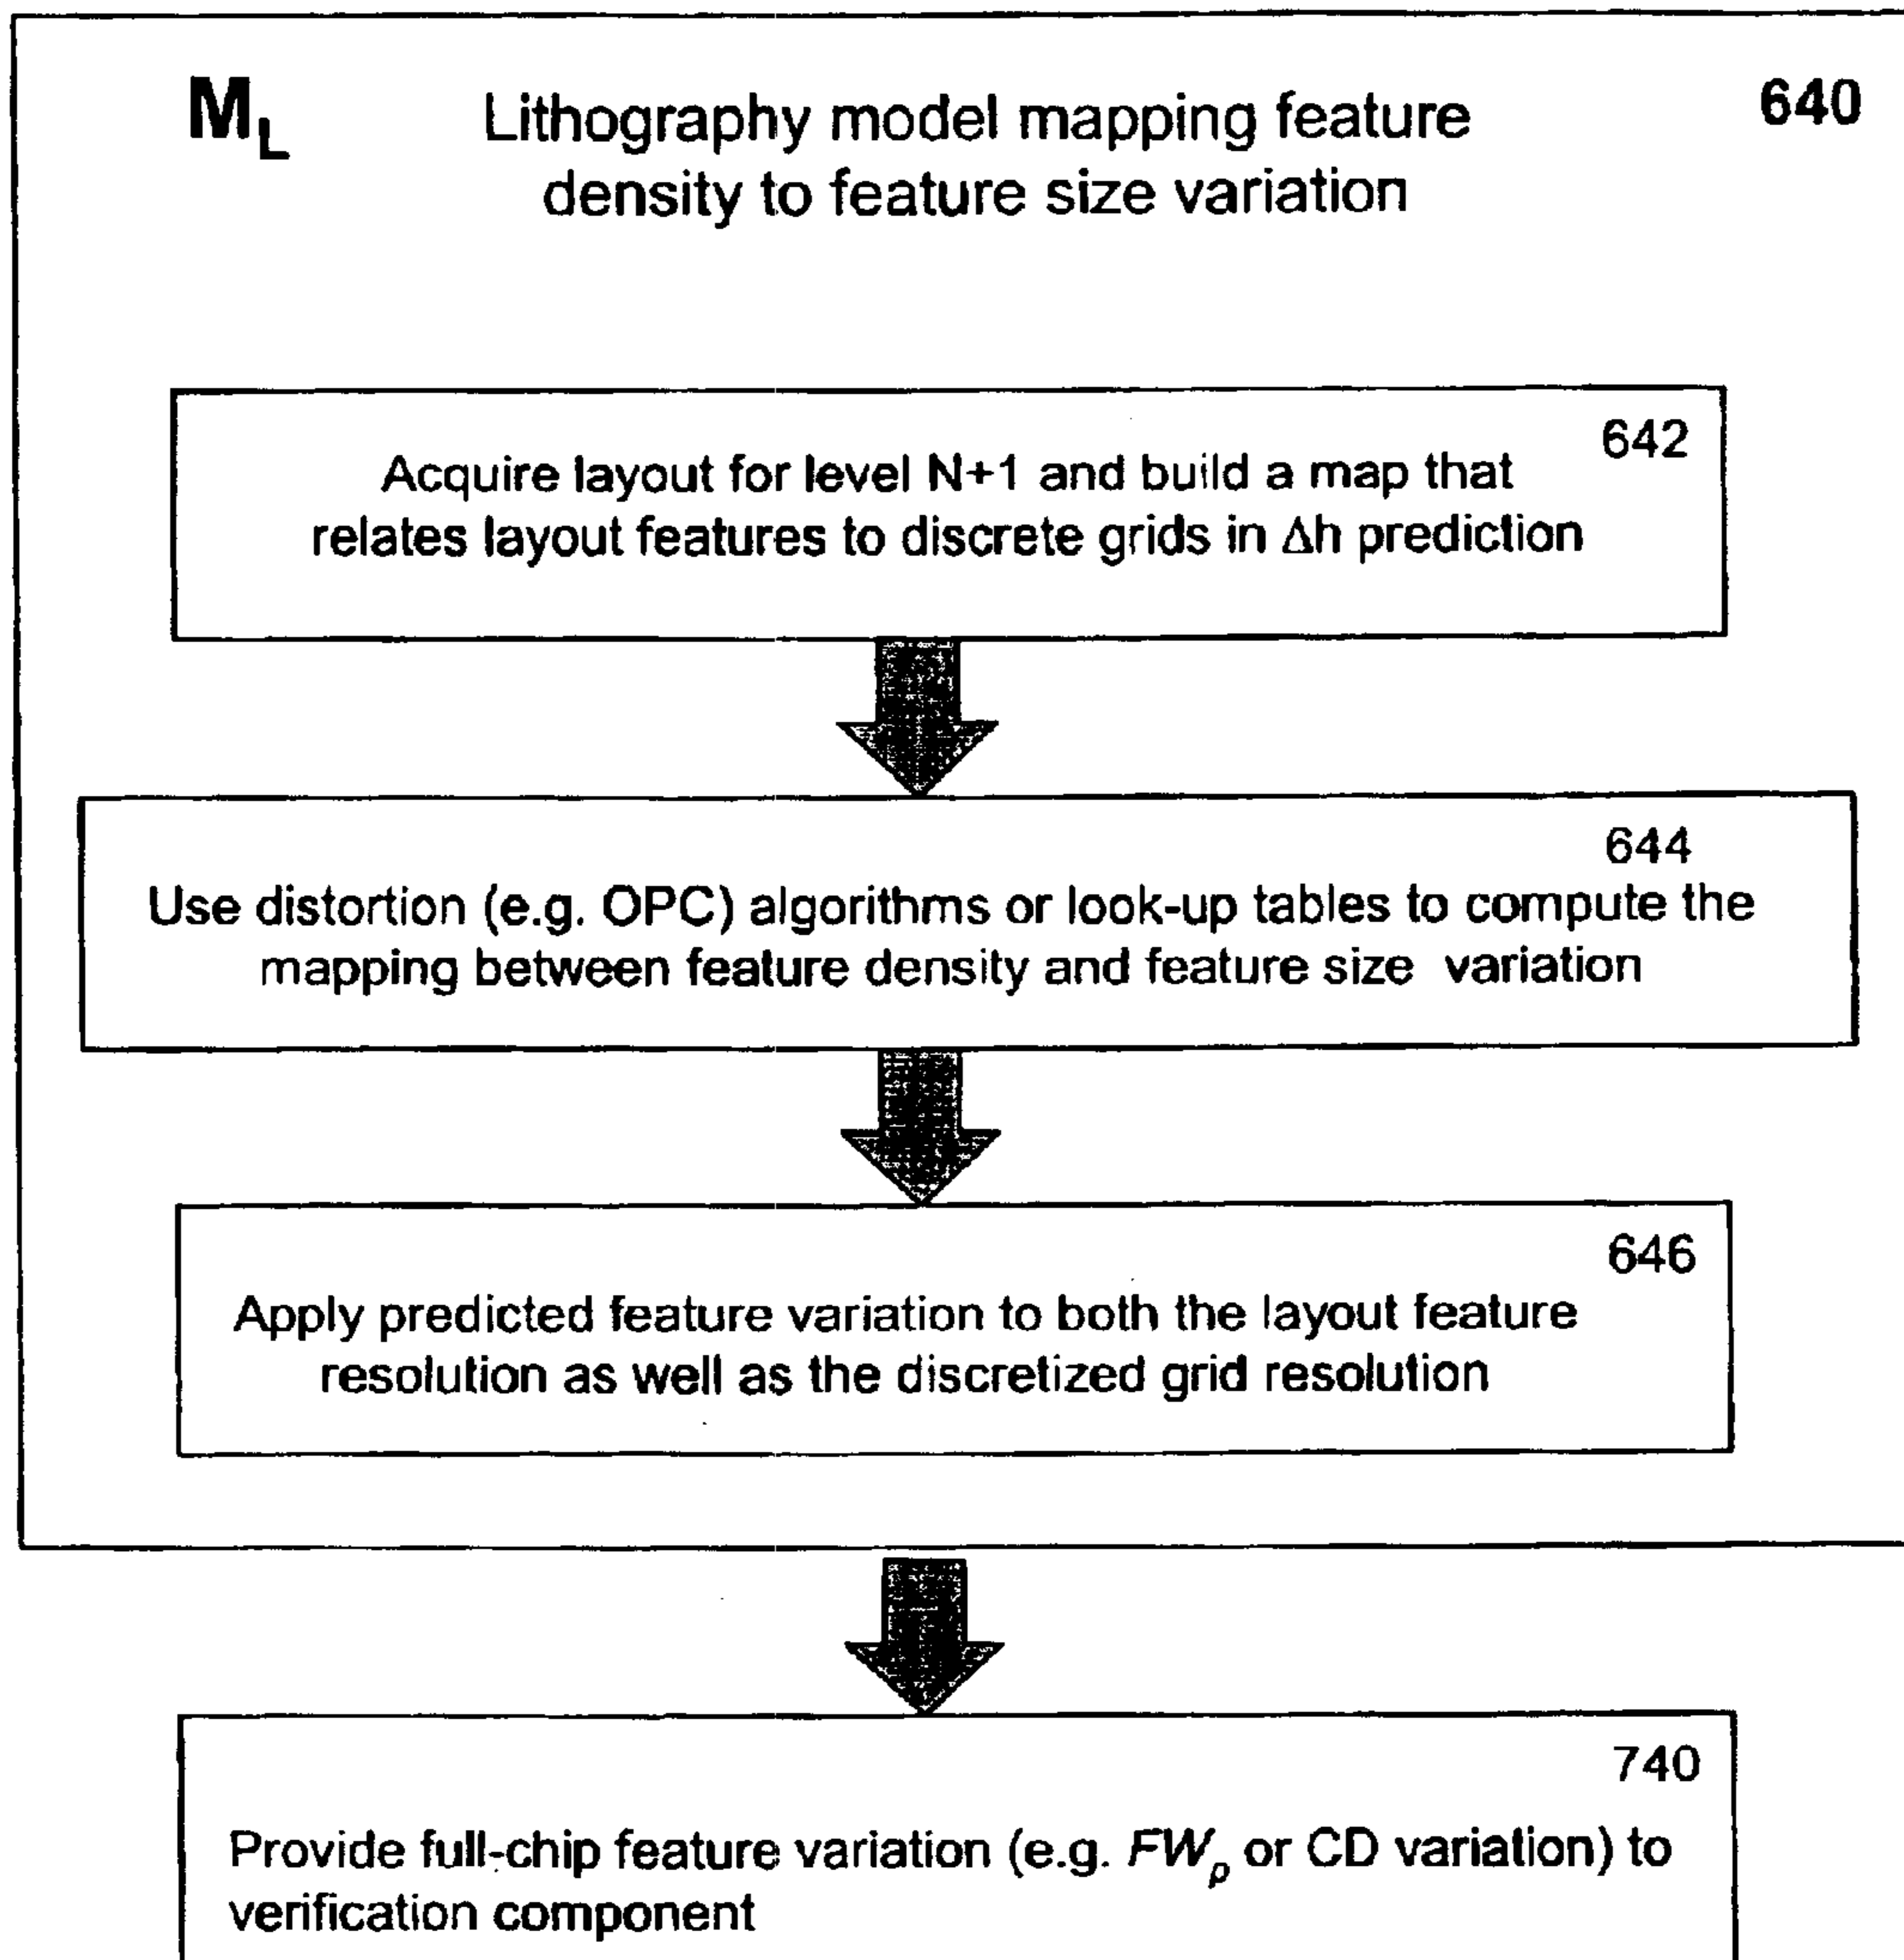 M_L Lithography model mapping feature 640
density to feature size variation
642
Acquire layout for level N+1 and build a map that
relates layout features to discrete grids in Δh prediction
644
Use distortion (e.g. OPC) algorithms or look-up tables to compute the
mapping between feature density and feature size variation
646
Apply predicted feature variation to both the layout feature
resolution as well as the discretized grid resolution
740
Provide full-chip feature variation (e.g. FW_ρ or CD variation) to
verification component